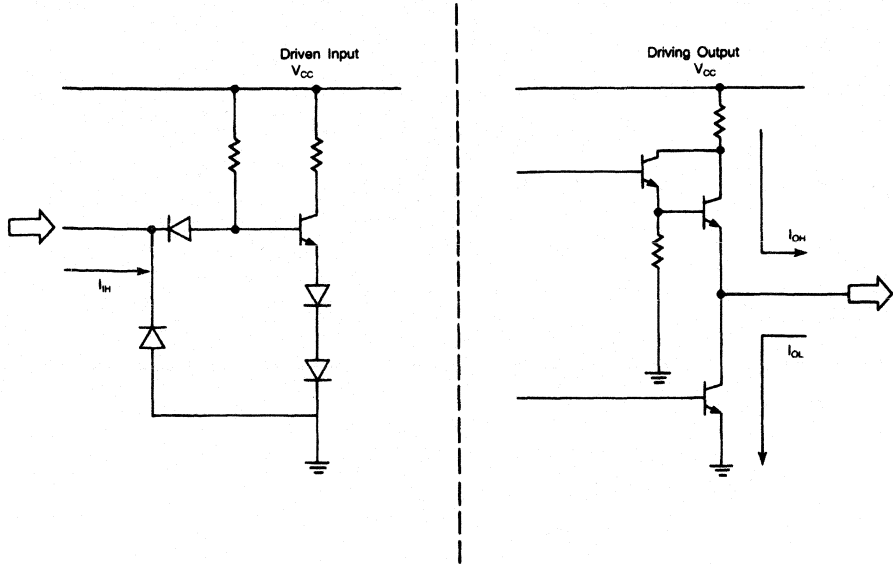 Driven Input
VCC
IIH
Driving Output
VCC
IOH
IOL